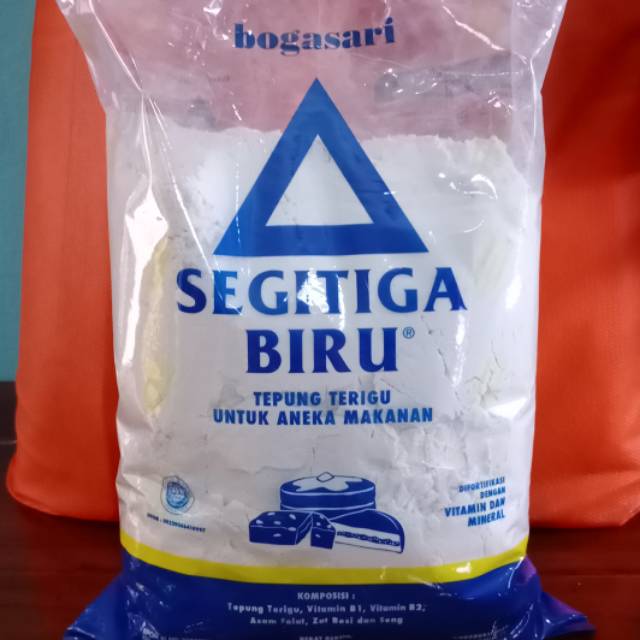 bogasari
SEGITIGA
BIRU®
TEPUNG TERIGU
UNTUK ANEKA MAKANAN
DIFORTIFIKASI
DENGAN
VITAMIN DAN
MINERAL
KOMPOSISI :
Tepung Terigu, Vitamin B1, Vitamin B2,
Asam Folat, Zat Besi dan Seng